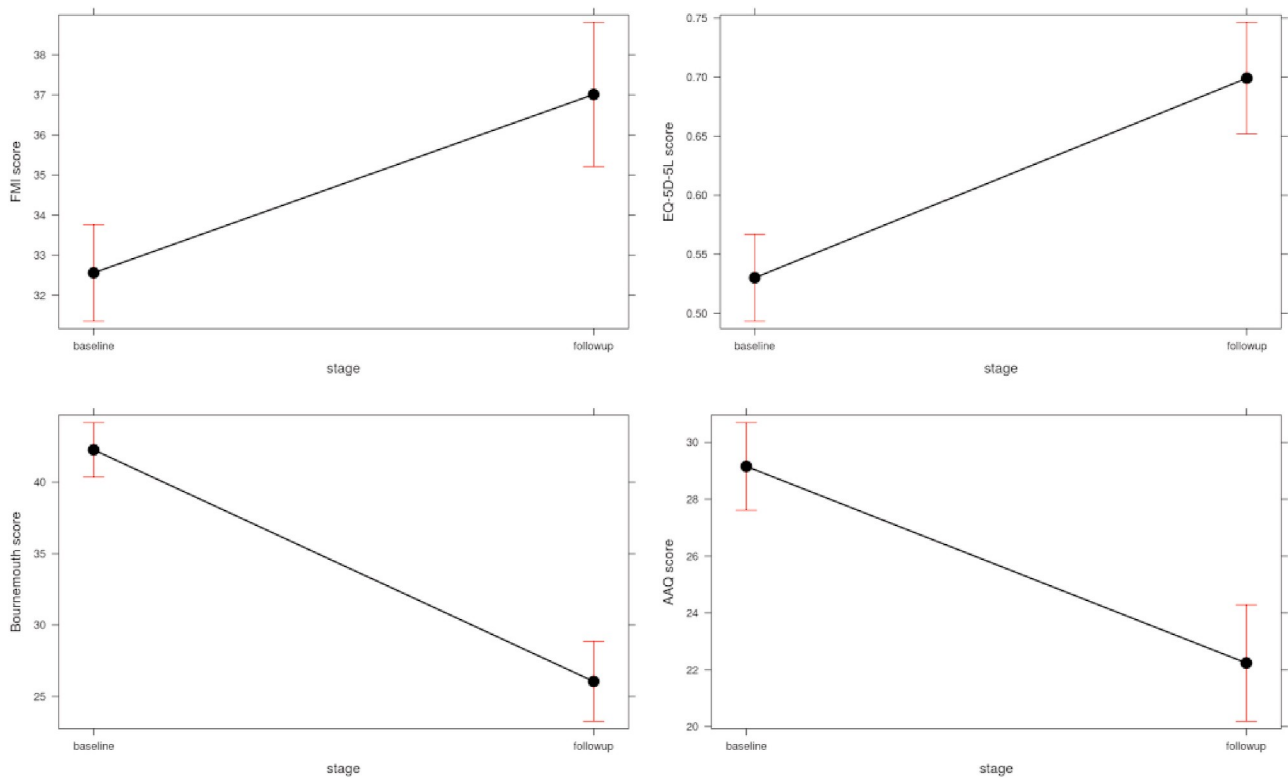 FMI score
38
37
36
35
34
33
32
baseline
followup
stage
EQ-5D-5L score
0.75
0.70
0.65
0.60
0.55
0.50
baseline
followup
stage
Bournemouth score
40
35
30
25
baseline
followup
stage
AAQ score
30
28
26
24
22
20
baseline
followup
stage